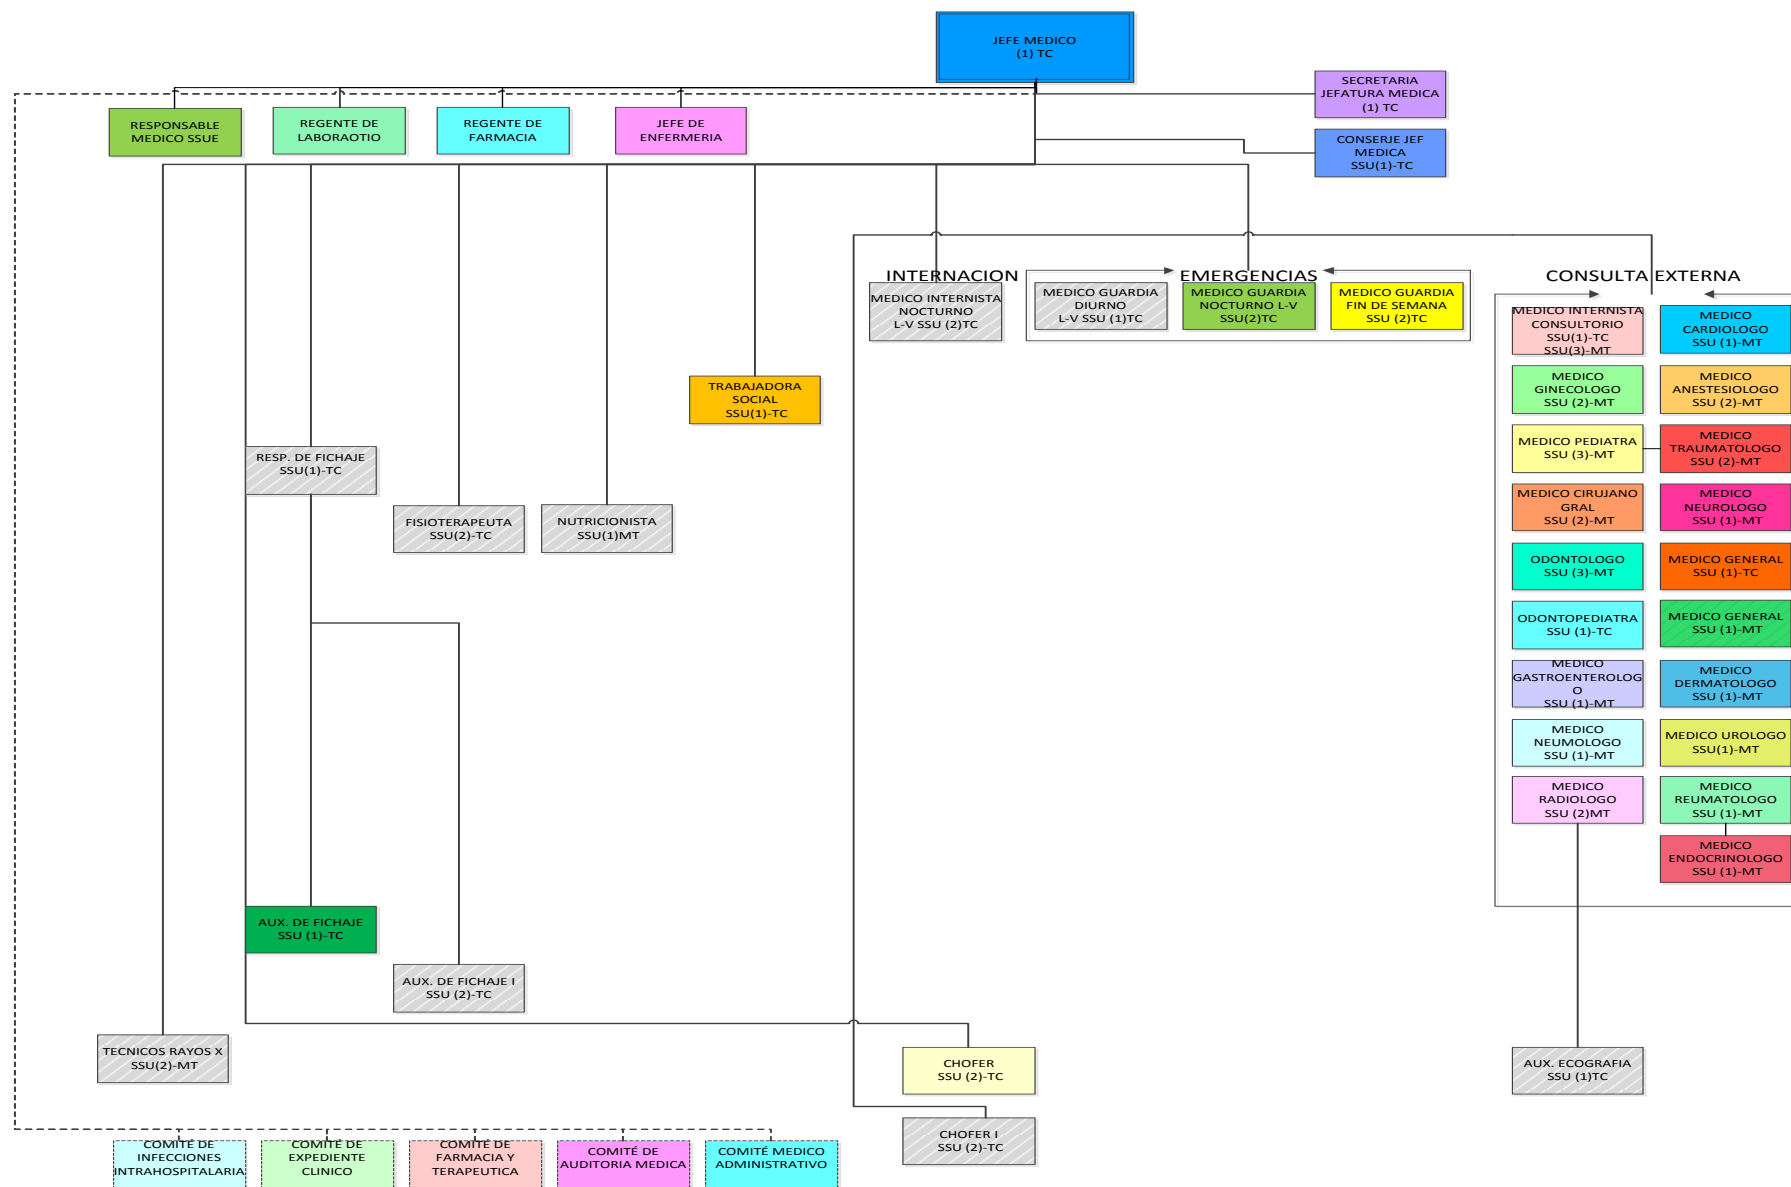 JEFE MEDICO
(1) TC
SECRETARIA
JEFATURA MEDICA
(1) TC
RESPONSABLE
MEDICO SSUE
REGENTE DE
LABORAOTIO
REGENTE DE
FARMACIA
JEFE DE
ENFERMERIA
CONSERJE JEF
MEDICA
SSU(1)-TC
INTERNACION
EMERGENCIAS
CONSULTA EXTERNA
MEDICO INTERNISTA
NOCTURNO
L-V SSU (2)TC
MEDICO GUARDIA
DIURNO
L-V SSU (1)TC
MEDICO GUARDIA
NOCTURNO L-V
SSU(2)TC
MEDICO GUARDIA
FIN DE SEMANA
SSU (2)TC
MEDICO INTERNISTA
CONSULTORIO
SSU(1)-TC
SSU(3)-MT
MEDICO
CARDIOLOGO
SSU (1)-MT
MEDICO
GINECOLOGO
SSU (2)-MT
MEDICO
ANESTESIOLOGO
SSU (2)-MT
TRABAJADORA
SOCIAL
SSU(1)-TC
MEDICO PEDIATRA
SSU (3)-MT
MEDICO
TRAUMATOLOGO
SSU (2)-MT
RESP. DE FICHAJE
SSU(1)-TC
MEDICO CIRUJANO
GRAL
SSU (2)-MT
MEDICO
NEUROLOGO
SSU (1)-MT
FISIOTERAPEUTA
SSU(2)-TC
NUTRICIONISTA
SSU(1)MT
ODONTOLOGO
SSU (3)-MT
MEDICO GENERAL
SSU (1)-TC
ODONTOPEDIATRA
SSU (1)-TC
MEDICO GENERAL
SSU (1)-MT
MEDICO
GASTROENTEROLOG
O
SSU (1)-MT
MEDICO
DERMATOLOGO
SSU (1)-MT
MEDICO
NEUMOLOGO
SSU (1)-MT
MEDICO UROLOGO
SSU(1)-MT
MEDICO
RADIOLOGO
SSU (2)MT
MEDICO
REUMATOLOGO
SSU (1)-MT
MEDICO
ENDOCRINOLOGO
SSU (1)-MT
AUX. DE FICHAJE
SSU (1)-TC
AUX. DE FICHAJE I
SSU (2)-TC
TECNICOS RAYOS X
SSU(2)-MT
CHOFER
SSU (2)-TC
AUX. ECOGRAFIA
SSU (1)TC
CHOFER I
SSU (2)-TC
COMITÉ DE
INFECCIONES
INTRAHOSPITALARIA
COMITÉ DE
EXPEDIENTE
CLINICO
COMITÉ DE
FARMACIA Y
TERAPEUTICA
COMITÉ DE
AUDITORIA MEDICA
COMITÉ MEDICO
ADMINISTRATIVO